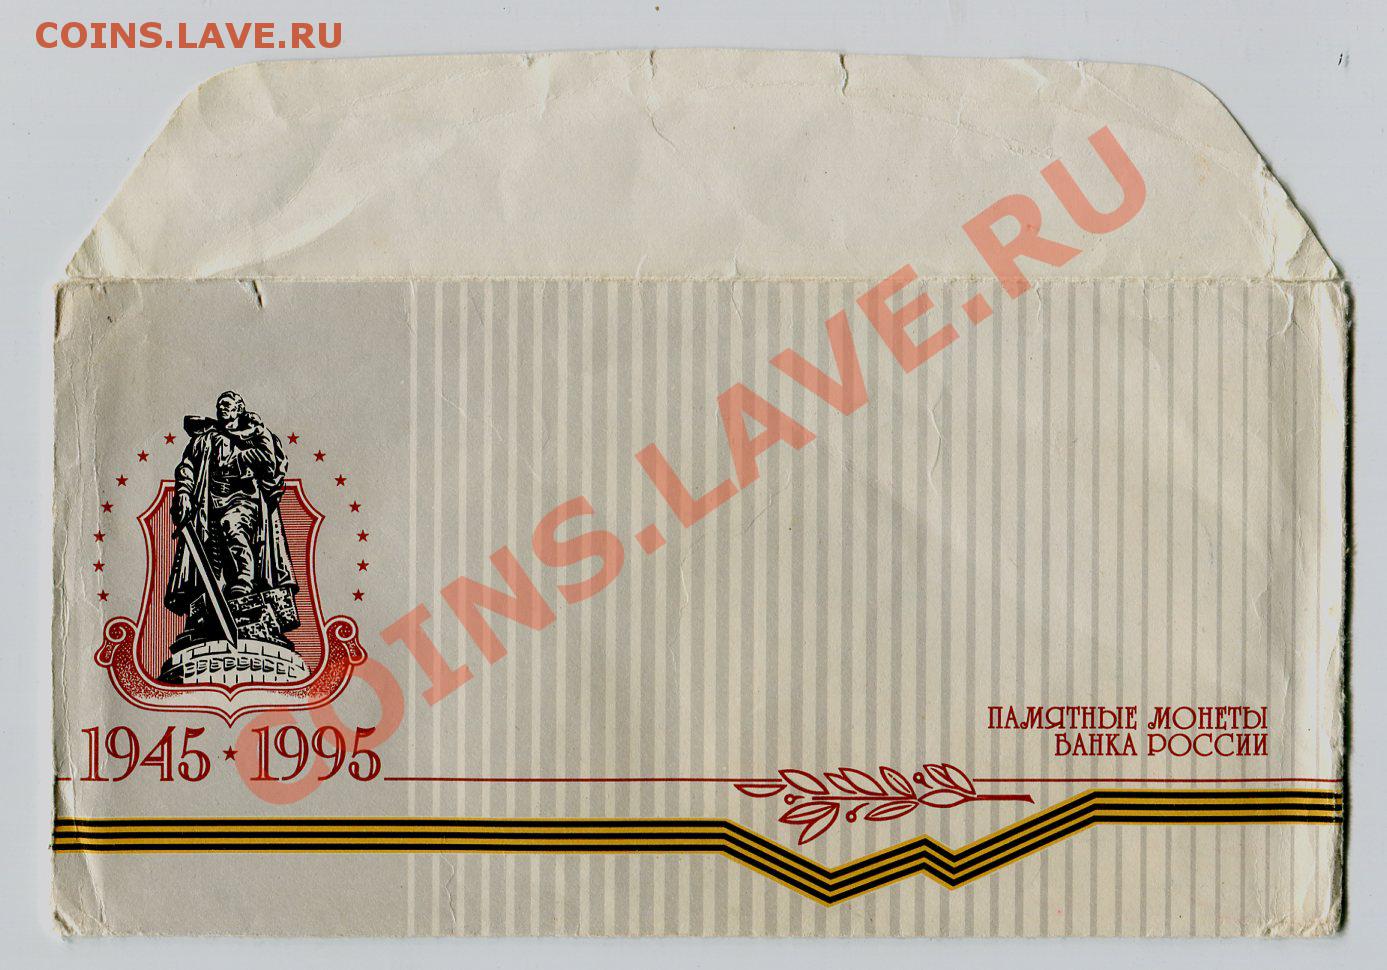 COINS.LAVE.RU
COINS.LAVE.RU
1945 ★ 1995
ПАМЯТНЫЕ МОНЕТЫ
БАНКА РОССИИ